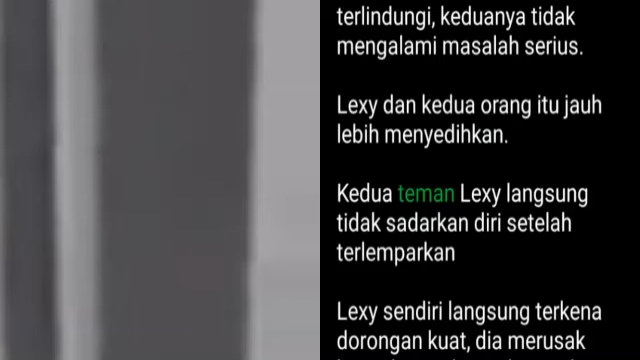 terlindungi, keduanya tidak
mengalami masalah serius.
Lexy dan kedua orang itu jauh
lebih menyedihkan.
Kedua teman Lexy langsung
tidak sadarkan diri setelah
terlemparkan
Lexy sendiri langsung terkena
dorongan kuat, dia merusak